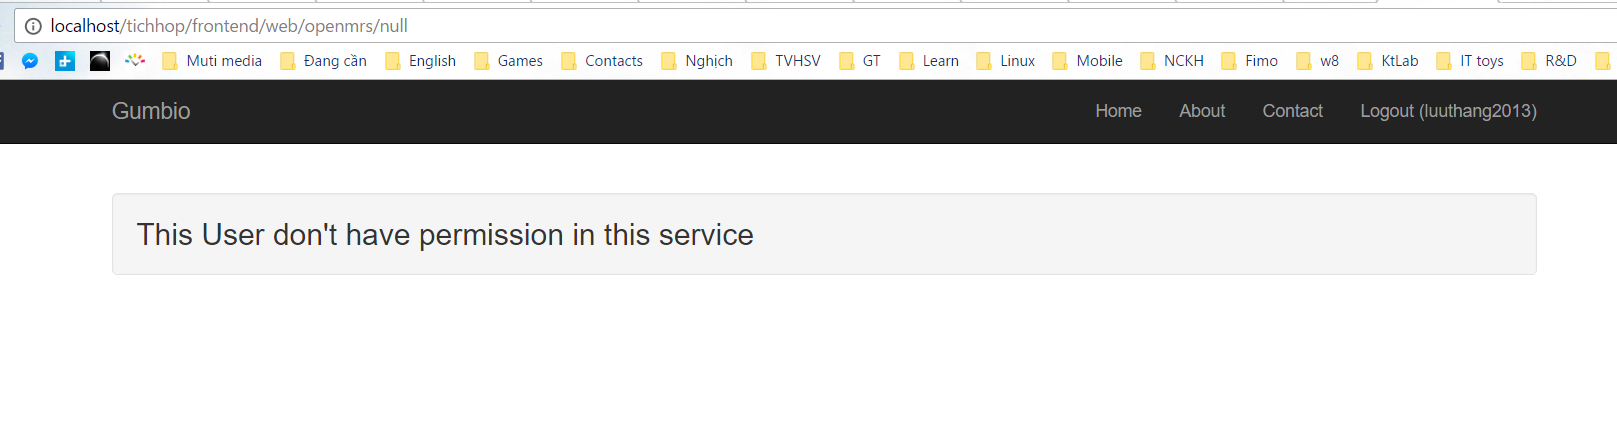 localhost/tichhop/frontend/web/openmrs/null
Muti media Đang cần English Games Contacts Nghịch TVHSV GT Learn Linux Mobile NCKH Fimo w8 KtLab IT toys R&D
Gumbio Home About Contact Logout (luuthang2013)
This User don't have permission in this service